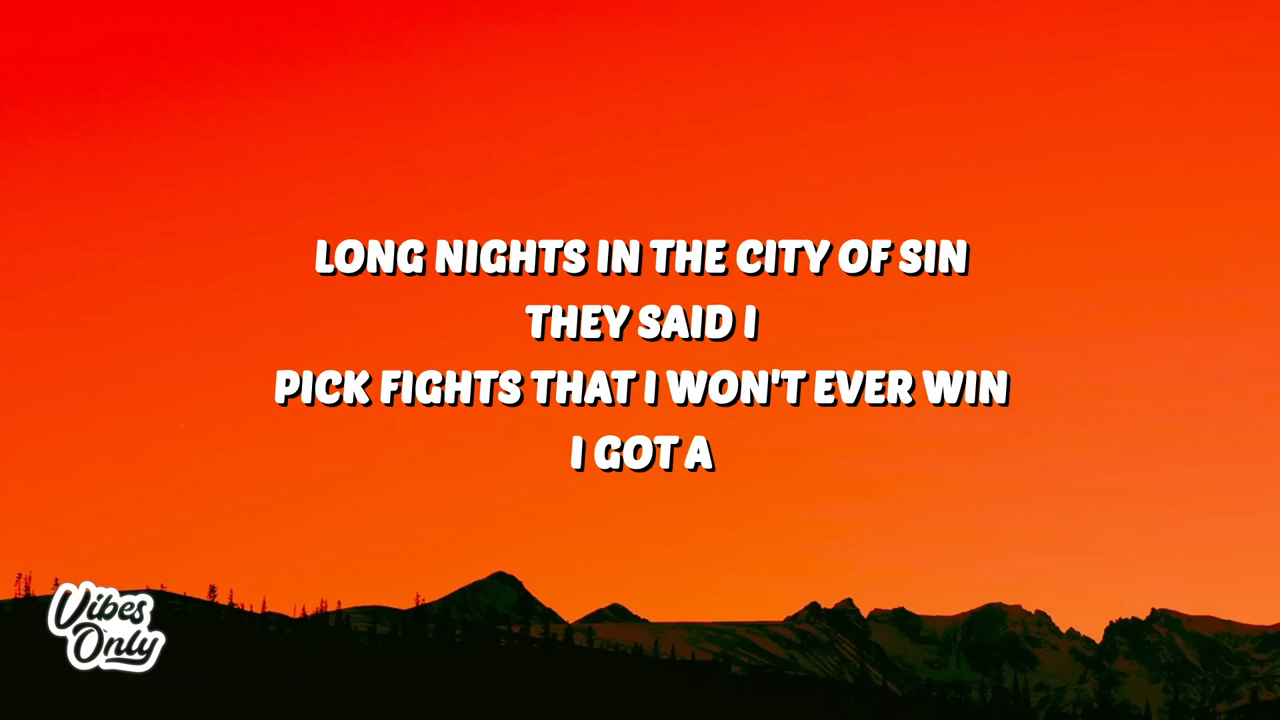 LONG NIGHTS IN THE CITY OF SIN
THEY SAID I
PICK FIGHTS THAT I WON'T EVER WIN
I GOT A
Vibes
Only